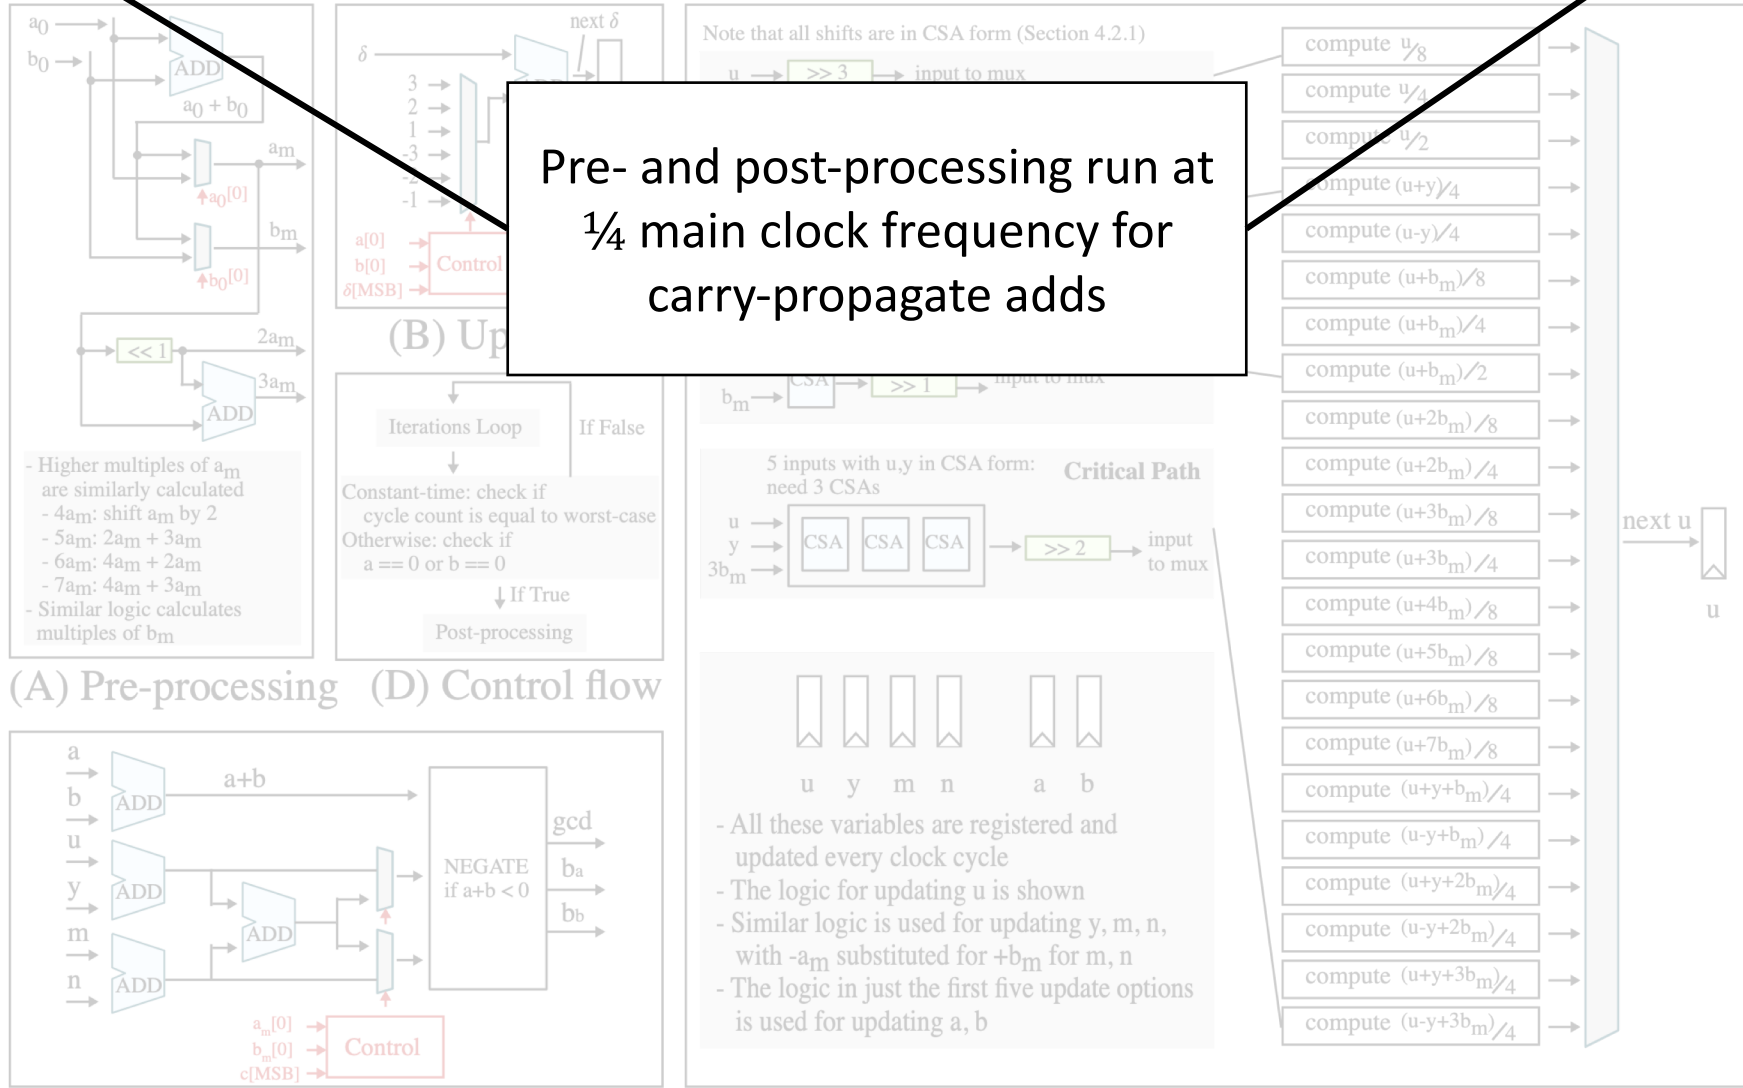 a0
b0
ADD
a0 + b0
am
a0[0]
bm
b0[0]
<< 1
2am
3am
ADD
- Higher multiples of am
are similarly calculated
- 4am: shift am by 2
- 5am: 2am + 3am
- 6am: 4am + 2am
- 7am: 4am + 3am
- Similar logic calculates
multiples of bm
(A) Pre-processing
next δ
δ
3
2
1
-3
-2
-1
a[0]
b[0]
δ[MSB]
Control
(B) Up
Pre- and post-processing run at
¼ main clock frequency for
carry-propagate adds
Iterations Loop
If False
Constant-time: check if
cycle count is equal to worst-case
Otherwise: check if
a == 0 or b == 0
If True
Post-processing
(D) Control flow
a
b
u
y
m
n
ADD
ADD
ADD
ADD
a+b
NEGATE
if a+b < 0
gcd
ba
bb
am[0]
bm[0]
c[MSB]
Control
Note that all shifts are in CSA form (Section 4.2.1)
u
>> 3
input to mux
bm
CSA
>> 1
input to mux
5 inputs with u,y in CSA form:
need 3 CSAs
Critical Path
u
y
3bm
CSA
CSA
CSA
>> 2
input
to mux
u y m n a b
- All these variables are registered and
updated every clock cycle
- The logic for updating u is shown
- Similar logic is used for updating y, m, n,
with -am substituted for +bm for m, n
- The logic in just the first five update options
is used for updating a, b
compute u/8
compute u/4
compute u/2
compute (u+y)/4
compute (u-y)/4
compute (u+bm)/8
compute (u+bm)/4
compute (u+bm)/2
compute (u+2bm)/8
compute (u+2bm)/4
compute (u+3bm)/8
compute (u+3bm)/4
compute (u+4bm)/8
compute (u+5bm)/8
compute (u+6bm)/8
compute (u+7bm)/8
compute (u+y+bm)/4
compute (u-y+bm)/4
compute (u+y+2bm)/4
compute (u-y+2bm)/4
compute (u+y+3bm)/4
compute (u-y+3bm)/4
next u
u